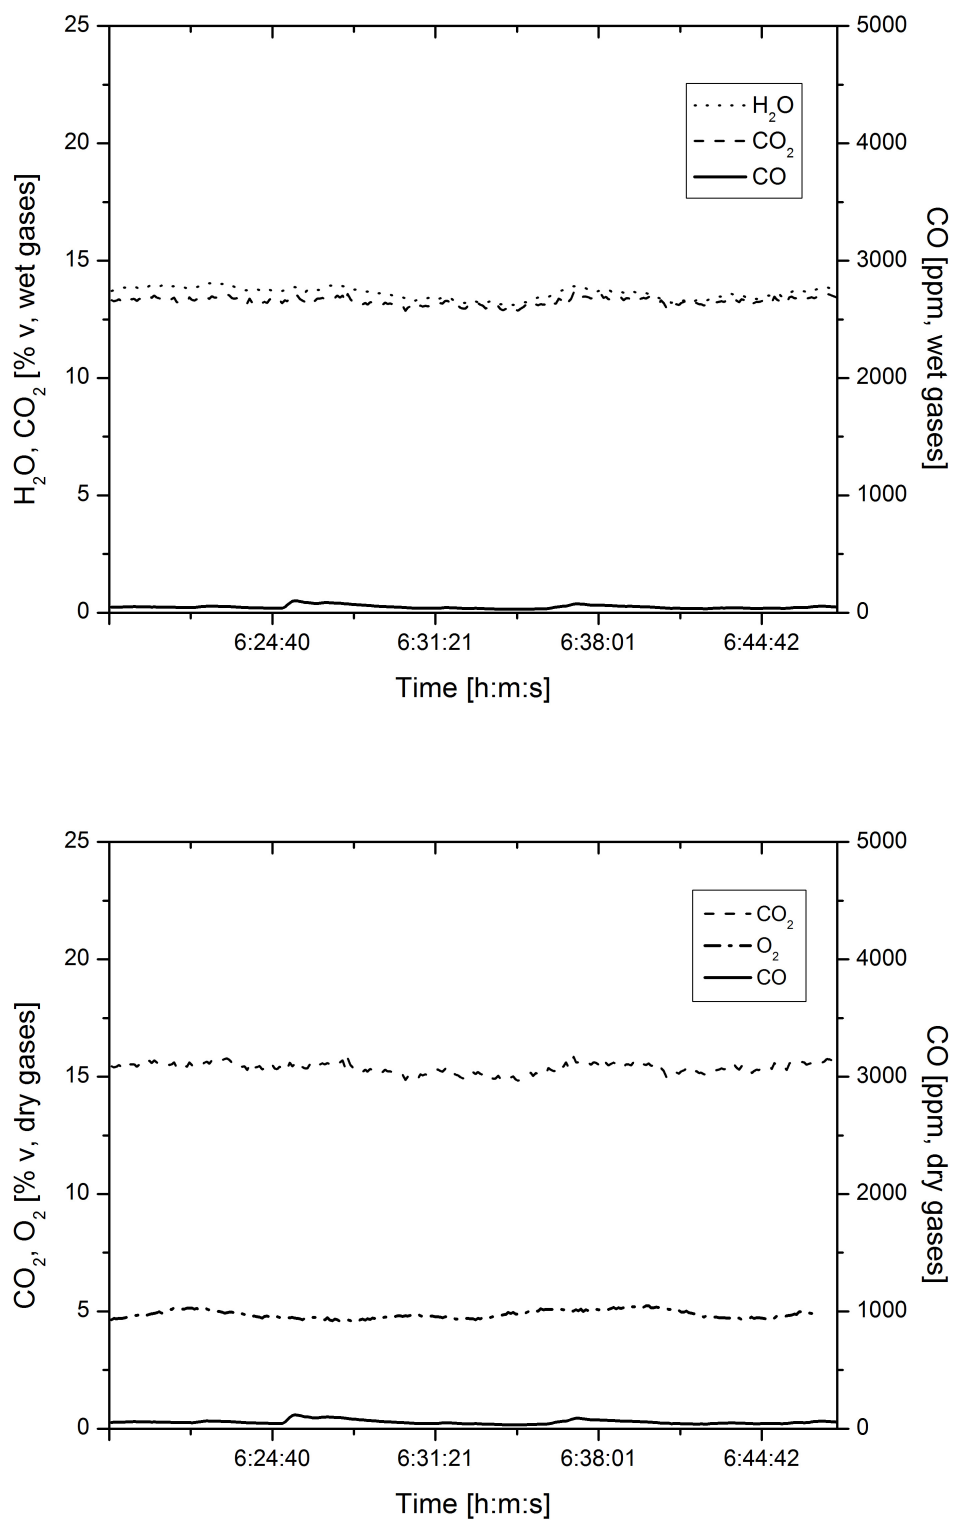 25
20
15
10
5
0
5000
4000
3000
2000
1000
0
H₂O, CO₂ [% v, wet gases]
CO [ppm, wet gases]
H₂O
CO₂
CO
6:24:40 6:31:21 6:38:01 6:44:42
Time [h:m:s]
25
20
15
10
5
0
5000
4000
3000
2000
1000
0
CO₂, O₂ [% v, dry gases]
CO [ppm, dry gases]
CO₂
O₂
CO
6:24:40 6:31:21 6:38:01 6:44:42
Time [h:m:s]